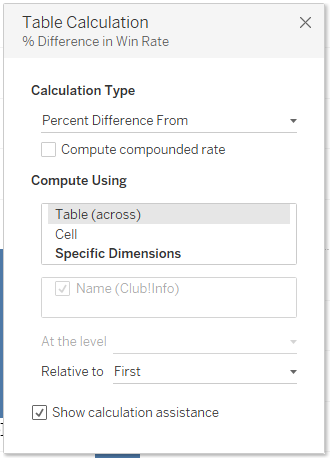 Table Calculation
% Difference in Win Rate
Calculation Type
Percent Difference From
Compute compounded rate
Compute Using
Table (across)
Cell
Specific Dimensions
Name (Club!Info)
At the level
Relative to First
Show calculation assistance